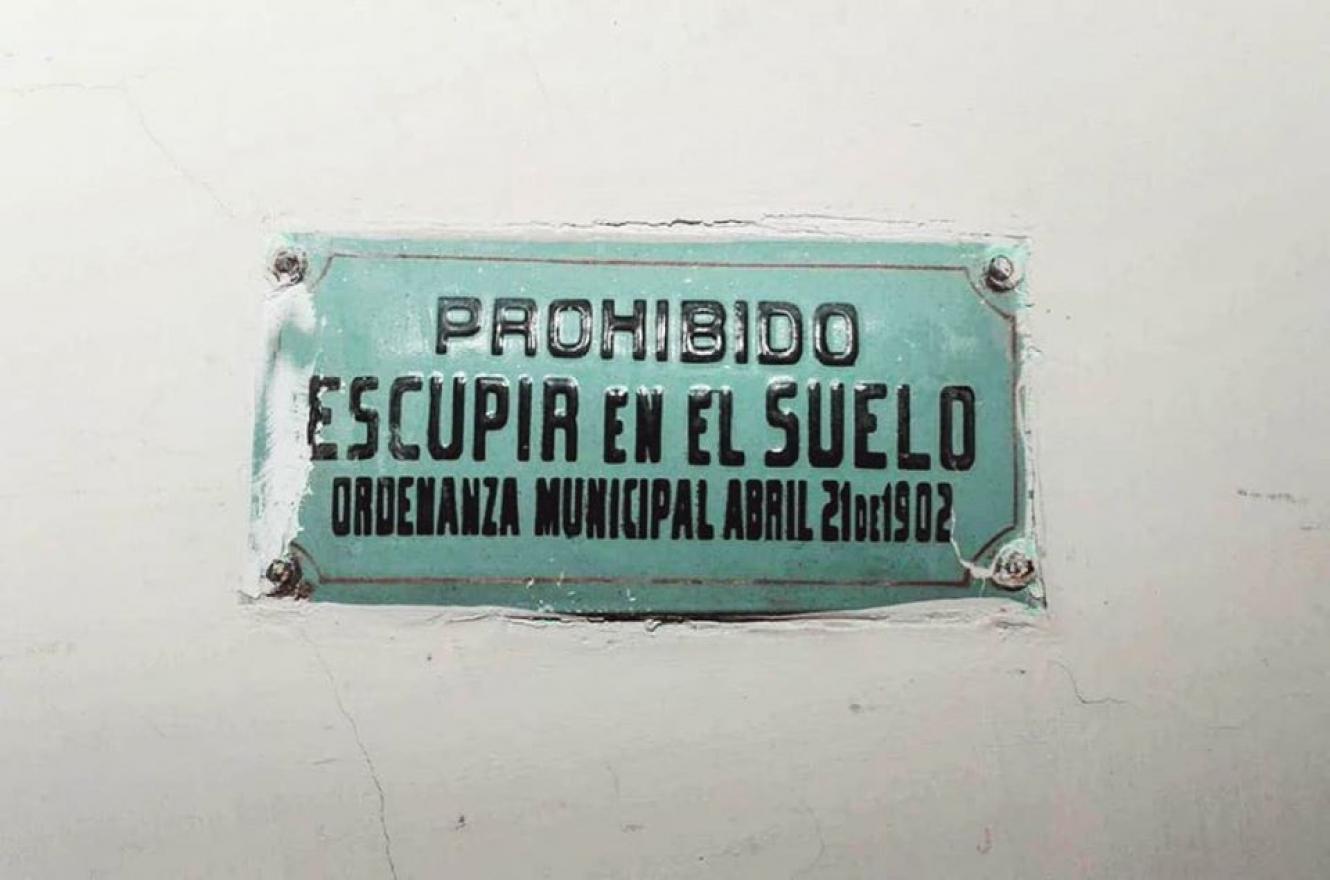 PROHIBIDO
ESCUPIR EN EL SUELO
ORDENANZA MUNICIPAL ABRIL 21 DE 1902